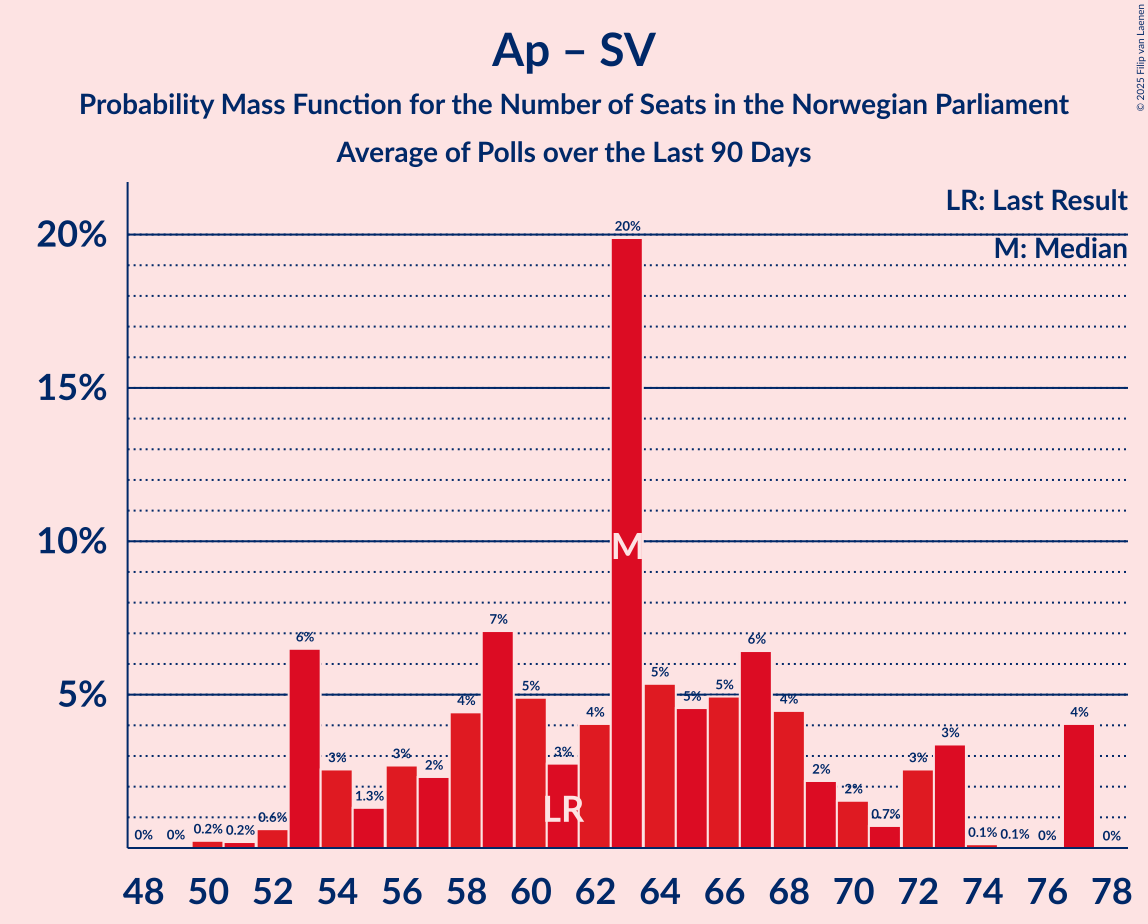 Ap – SV
Probability Mass Function for the Number of Seats in the Norwegian Parliament
Average of Polls over the Last 90 Days
© 2025 Filip van Laenen
LR: Last Result
M: Median
20%
15%
10%
5%
0% 0% 0.2% 0.2% 0.6% 6% 3% 1.3% 3% 2% 4% 7% 5% 3% 4% 20% 5% 5% 5% 6% 4% 2% 2% 0.7% 3% 3% 0.1% 0.1% 0% 4% 0%
M
LR
48 50 52 54 56 58 60 62 64 66 68 70 72 74 76 78